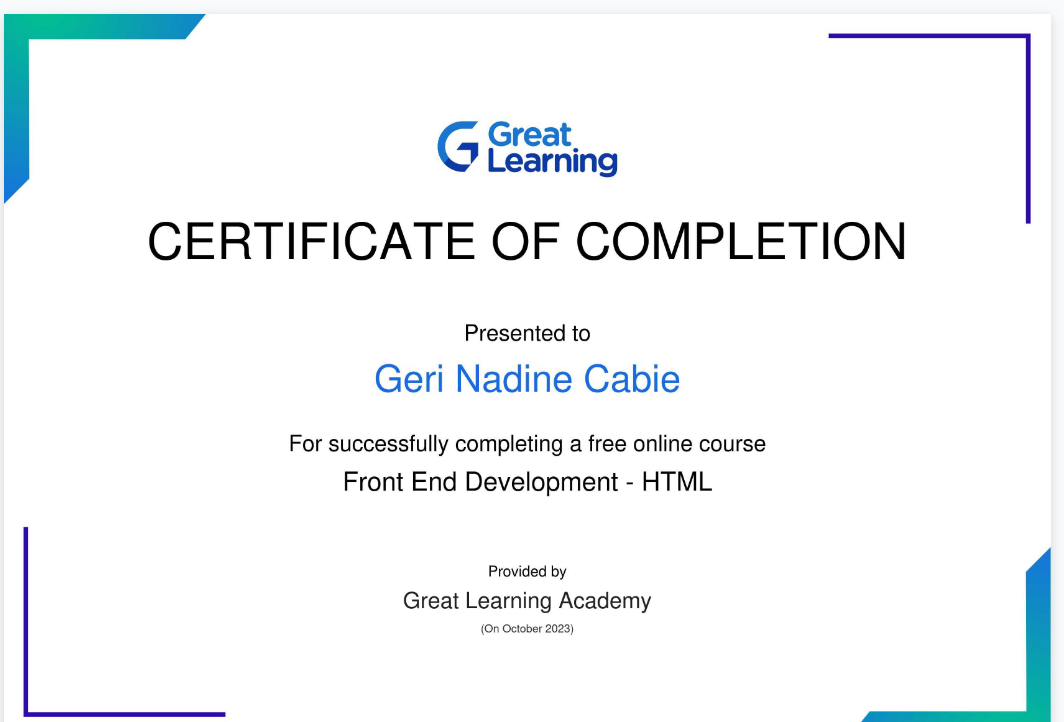 Great
Learning
CERTIFICATE OF COMPLETION
Presented to
Geri Nadine Cabie
For successfully completing a free online course
Front End Development - HTML
Provided by
Great Learning Academy
(On October 2023)